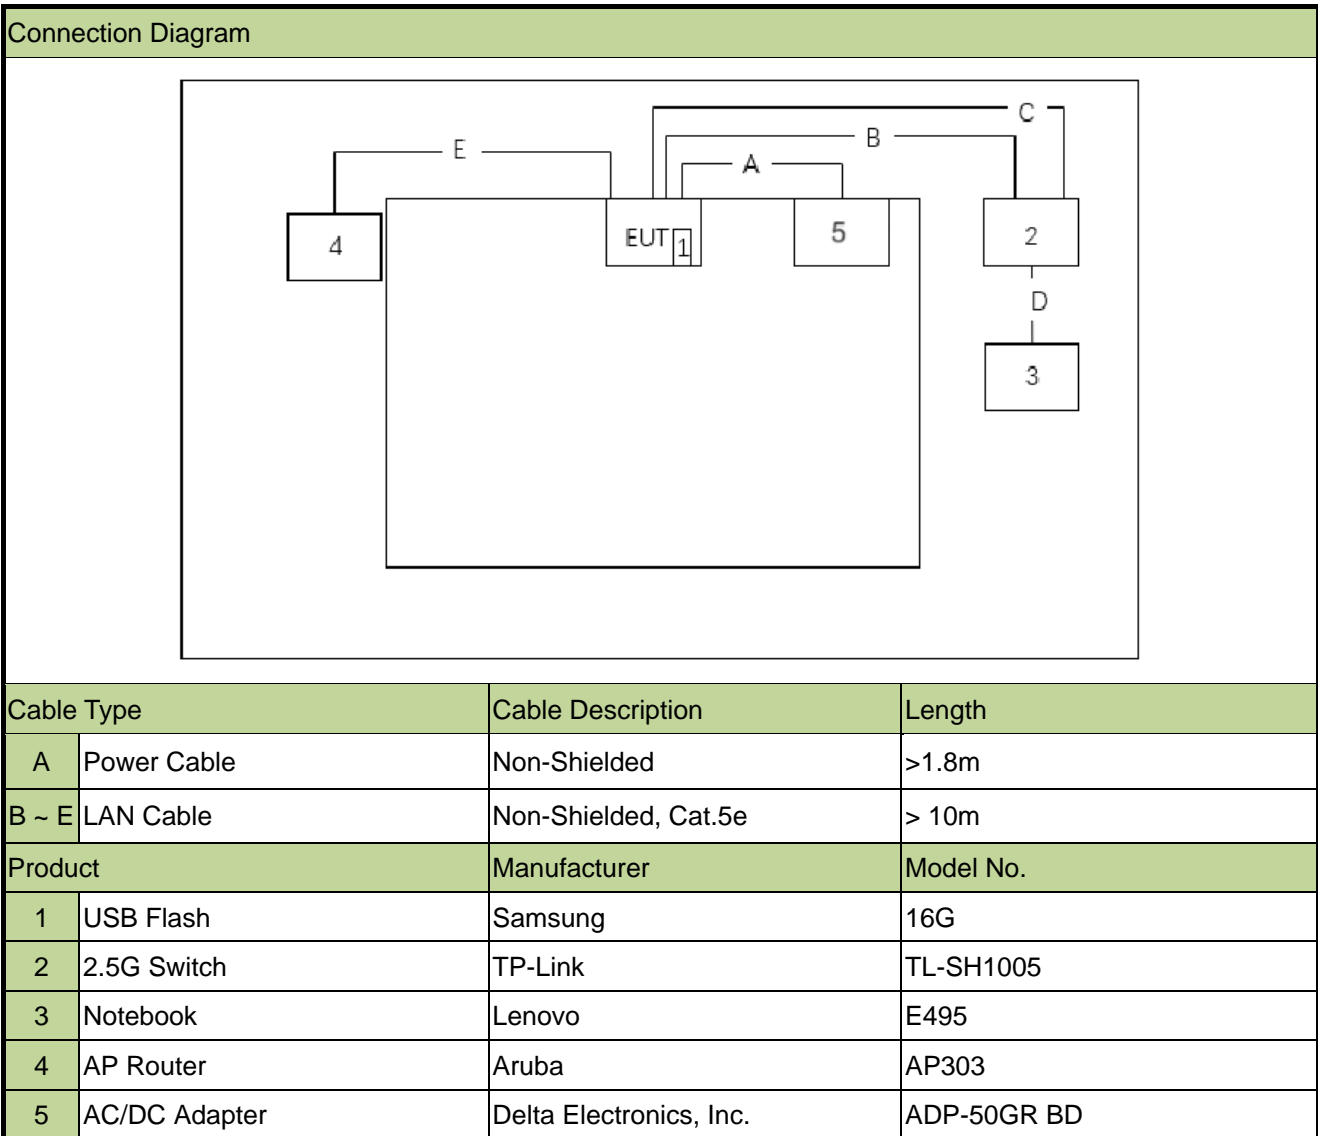 Connection Diagram
C
B
E
A
EUT 1
5
4
2
D
3
Cable Type Cable Description Length
A Power Cable Non-Shielded >1.8m
B ~ E LAN Cable Non-Shielded, Cat.5e > 10m
Product Manufacturer Model No.
1 USB Flash Samsung 16G
2 2.5G Switch TP-Link TL-SH1005
3 Notebook Lenovo E495
4 AP Router Aruba AP303
5 AC/DC Adapter Delta Electronics, Inc. ADP-50GR BD